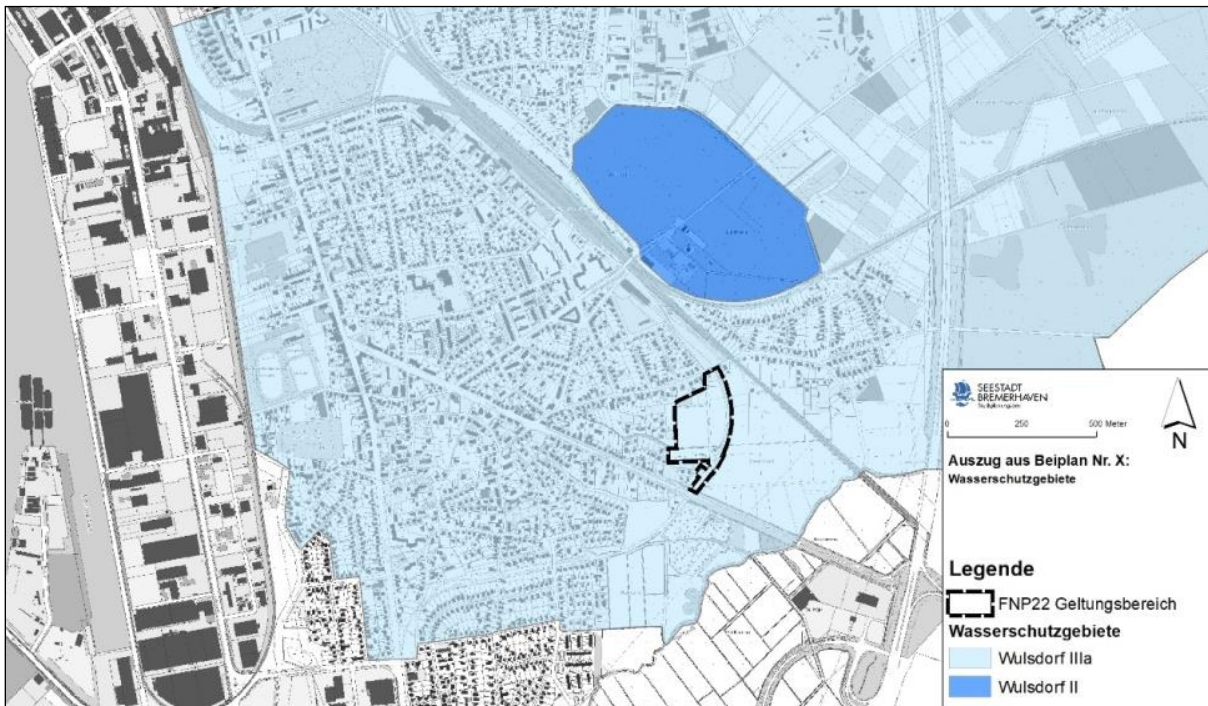 SEESTADT
BREMERHAVEN
Stadtplanungsamt
0 250 500 Meter
N
Auszug aus Beiplan Nr. X:
Wasserschutzgebiete
Legende
FNP22 Geltungsbereich
Wasserschutzgebiete
Wulsdorf IIIa
Wulsdorf II